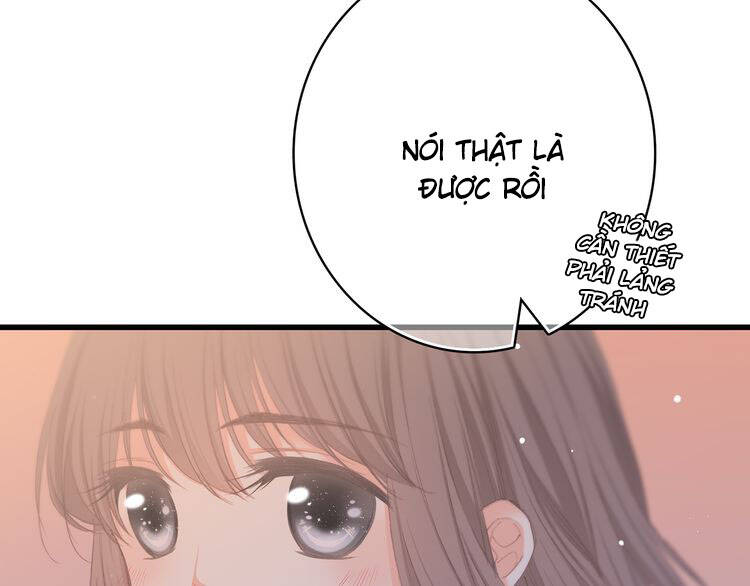 NÓI THẬT LÀ
ĐƯỢC RỒI
KHÔNG
CẦN THIẾT
PHẢI LẢNG
TRÁNH